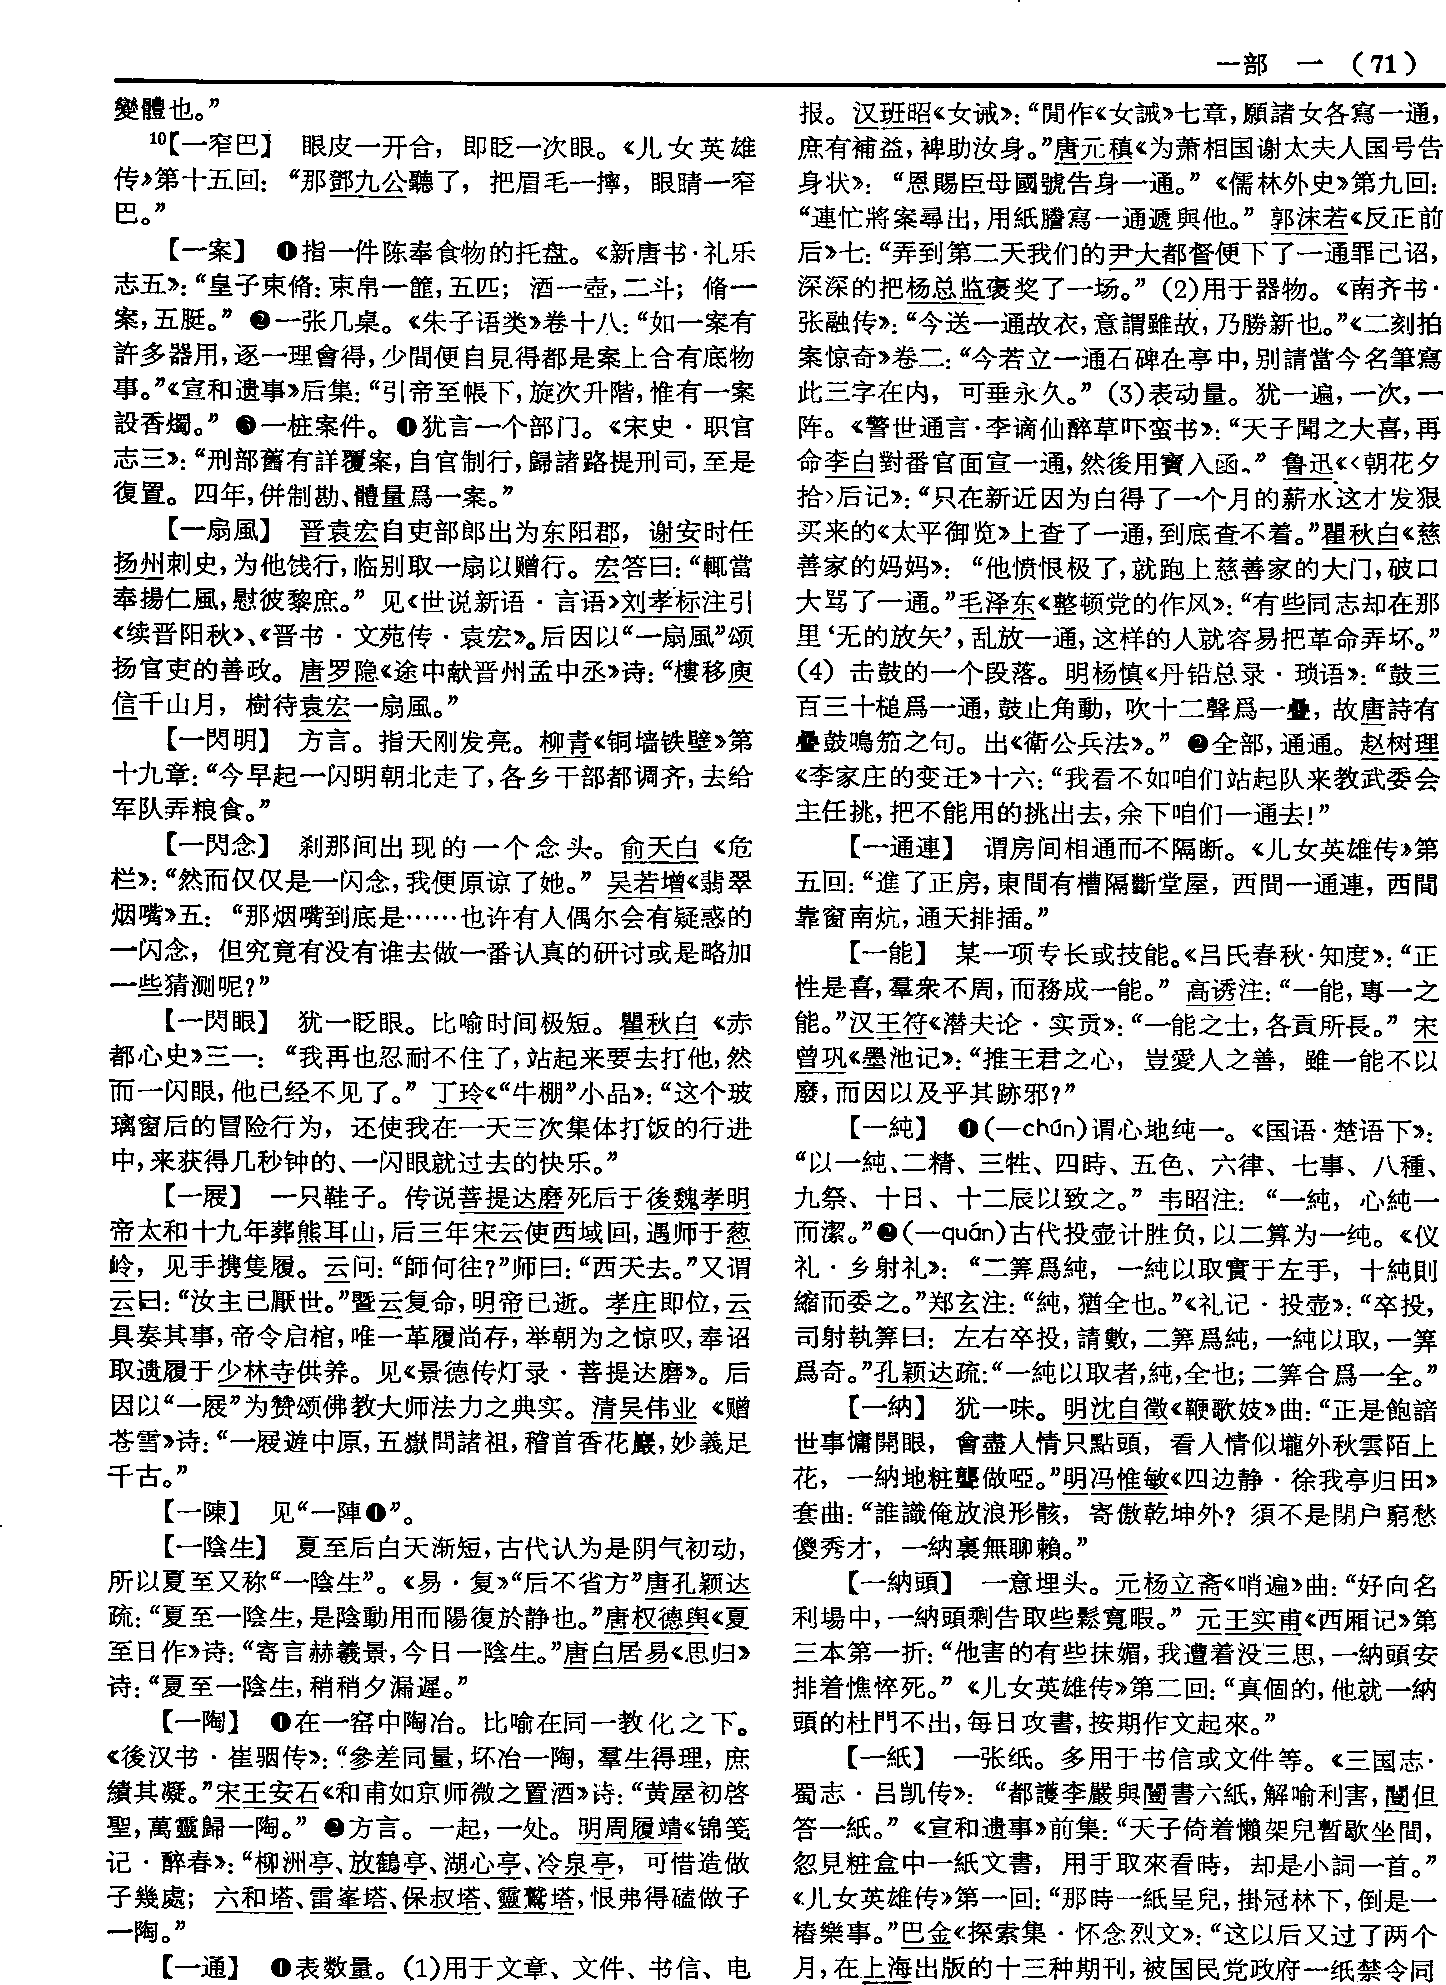 一部 一 (71)
變體也。”
10【一窄巴】 眼皮一开合，即眨一次眼。《儿女英雄
传》第十五回：“那鄧九公聽了，把眉毛一擰，眼睛一窄
巴。”
【一案】 ❶指一件陈奉食物的托盘。《新唐书·礼乐
志五》：“皇子束脩：束帛一篚，五匹；酒一壺，二斗；脩一
案，五脡。” ❷一张几桌。《朱子语类》卷十八：“如一案有
許多器用，逐一理會得，少間便自見得都是案上合有底物
事。”《宣和遗事》后集：“引帝至帳下，旋次升階，惟有一案
設香燭。” ❸一桩案件。 ❹犹言一个部门。《宋史·职官
志三》：“刑部舊有詳覆案，自官制行，歸諸路提刑司，至是
復置。四年，併制勘、體量爲一案。”
【一扇風】 晋袁宏自吏部郎出为东阳郡，谢安时任
扬州刺史，为他饯行，临别取一扇以赠行。宏答曰：“輒當
奉揚仁風，慰彼黎庶。” 见《世说新语·言语》刘孝标注引
《续晋阳秋》、《晋书·文苑传·袁宏》。后因以“一扇風”颂
扬官吏的善政。唐罗隐《途中献晋州孟中丞》诗：“樓移庾
信千山月，樹待袁宏一扇風。”
【一閃明】 方言。指天刚发亮。柳青《铜墙铁壁》第
十九章：“今早起一闪明朝北走了，各乡干部都调齐，去给
军队弄粮食。”
【一閃念】 刹那间出现的一个念头。俞天白《危
栏》：“然而仅仅是一闪念，我便原谅了她。” 吴若增《翡翠
烟嘴》五：“那烟嘴到底是……也许有人偶尔会有疑惑的
一闪念，但究竟有没有谁去做一番认真的研讨或是略加
一些猜测呢？”
【一閃眼】 犹一眨眼。比喻时间极短。瞿秋白《赤
都心史》三一：“我再也忍耐不住了，站起来要去打他，然
而一闪眼，他已经不见了。” 丁玲《“牛棚”小品》：“这个玻
璃窗后的冒险行为，还使我在一天三次集体打饭的行进
中，来获得几秒钟的、一闪眼就过去的快乐。”
【一屐】 一只鞋子。传说菩提达磨死后于後魏孝明
帝太和十九年葬熊耳山，后三年宋云使西域回，遇师于葱
岭，见手携隻履。云问：“師何往？”师曰：“西天去。”又谓
云曰：“汝主已厭世。”暨云复命，明帝已逝。孝庄即位，云
具奏其事，帝令启棺，唯一革履尚存，举朝为之惊叹，奉诏
取遗履于少林寺供养。见《景德传灯录·菩提达磨》。后
因以“一屐”为赞颂佛教大师法力之典实。清吴伟业《赠
苍雪》诗：“一屐遊中原，五嶽問諸祖，稽首香花巖，妙義足
千古。”
【一陳】 见“一陣❶”。
【一陰生】 夏至后白天渐短，古代认为是阴气初动，
所以夏至又称“一陰生”。《易·复》“后不省方”唐孔颖达
疏：“夏至一陰生，是陰動用而陽復於静也。”唐权德舆《夏
至日作》诗：“寄言赫羲景，今日一陰生。”唐白居易《思归》
诗：“夏至一陰生，稍稍夕漏遲。”
【一陶】 ❶在一窑中陶冶。比喻在同一教化之下。
《後汉书·崔骃传》：“參差同量，坏冶一陶，羣生得理，庶
績其凝。”宋王安石《和甫如京师微之置酒》诗：“黄屋初啓
聖，萬靈歸一陶。” ❷方言。一起，一处。明周履靖《锦笺
记·醉春》：“柳洲亭、放鶴亭、湖心亭、冷泉亭，可惜造做
子幾處；六和塔、雷峯塔、保叔塔、靈鷲塔，恨弗得磕做子
一陶。”
【一通】 ❶表数量。(1)用于文章、文件、书信、电
报。汉班昭《女诫》：“閒作《女誡》七章，願諸女各寫一通，
庶有補益，裨助汝身。”唐元稹《为萧相国谢太夫人国号告
身状》：“恩賜臣母國號告身一通。”《儒林外史》第九回：
“連忙將案尋出，用紙謄寫一通遞與他。” 郭沫若《反正前
后》七：“弄到第二天我们的尹大都督便下了一通罪己诏，
深深的把杨总监褒奖了一场。” (2)用于器物。《南齐书·
张融传》：“今送一通故衣，意謂雖故，乃勝新也。”《二刻拍
案惊奇》卷二：“今若立一通石碑在亭中，别請當今名筆寫
此三字在内，可垂永久。” (3)表动量。犹一遍，一次，一
阵。《警世通言·李谪仙醉草吓蛮书》：“天子聞之大喜，再
命李白對番官面宣一通，然後用寶入函。” 鲁迅《〈朝花夕
拾〉后记》：“只在新近因为白得了一个月的薪水这才发狠
买来的《太平御览》上查了一通，到底查不着。”瞿秋白《慈
善家的妈妈》：“他愤恨极了，就跑上慈善家的大门，破口
大骂了一通。”毛泽东《整顿党的作风》：“有些同志却在那
里‘无的放矢’，乱放一通，这样的人就容易把革命弄坏。”
(4) 击鼓的一个段落。明杨慎《丹铅总录·琐语》：“鼓三
百三十槌爲一通，鼓止角動，吹十二聲爲一疊，故唐詩有
疊鼓鳴笳之句。出《衛公兵法》。” ❷全部，通通。赵树理
《李家庄的变迁》十六：“我看不如咱们站起队来教武委会
主任挑，把不能用的挑出去，余下咱们一通去！”
【一通連】 谓房间相通而不隔断。《儿女英雄传》第
五回：“進了正房，東間有槽隔斷堂屋，西間一通連，西間
靠窗南炕，通天排插。”
【一能】 某一项专长或技能。《吕氏春秋·知度》：“正
性是喜，羣衆不周，而務成一能。” 高诱注：“一能，專一之
能。”汉王符《潜夫论·实贡》：“一能之士，各貢所長。” 宋
曾巩《墨池记》：“推王君之心，豈愛人之善，雖一能不以
廢，而因以及乎其跡邪？”
【一純】 ❶(一chún)谓心地纯一。《国语·楚语下》：
“以一純、二精、三牲、四時、五色、六律、七事、八種、
九祭、十日、十二辰以致之。” 韦昭注：“一純，心純一
而潔。”❷(一quán)古代投壶计胜负，以二算为一纯。《仪
礼·乡射礼》：“二筭爲純，一純以取實于左手，十純則
縮而委之。”郑玄注：“純，猶全也。”《礼记·投壶》：“卒投，
司射執筭曰：左右卒投，請數，二筭爲純，一純以取，一筭
爲奇。”孔颖达疏：“一純以取者，純，全也；二筭合爲一全。”
【一納】 犹一味。明沈自徵《鞭歌妓》曲：“正是飽諳
世事慵開眼，會盡人情只點頭，看人情似壠外秋雲陌上
花，一納地粧聾做啞。”明冯惟敏《四边静·徐我亭归田》
套曲：“誰識俺放浪形骸，寄傲乾坤外？須不是閉户窮愁
傻秀才，一納裏無聊賴。”
【一納頭】 一意埋头。元杨立斋《哨遍》曲：“好向名
利場中，一納頭剩告取些鬆寬暇。” 元王实甫《西厢记》第
三本第一折：“他害的有些抹媚，我遭着没三思，一納頭安
排着憔悴死。”《儿女英雄传》第二回：“真個的，他就一納
頭的杜門不出，每日攻書，按期作文起來。”
【一紙】 一张纸。多用于书信或文件等。《三国志·
蜀志·吕凯传》：“都護李嚴與闓書六紙，解喻利害，闓但
答一紙。”《宣和遗事》前集：“天子倚着懶架兒暫歇坐間，
忽見粧盒中一紙文書，用手取來看時，却是小詞一首。”
《儿女英雄传》第一回：“那時一紙呈兒，掛冠林下，倒是一
樁樂事。”巴金《探索集·怀念烈文》：“这以后又过了两个
月，在上海出版的十三种期刊，被国民党政府一纸禁令同